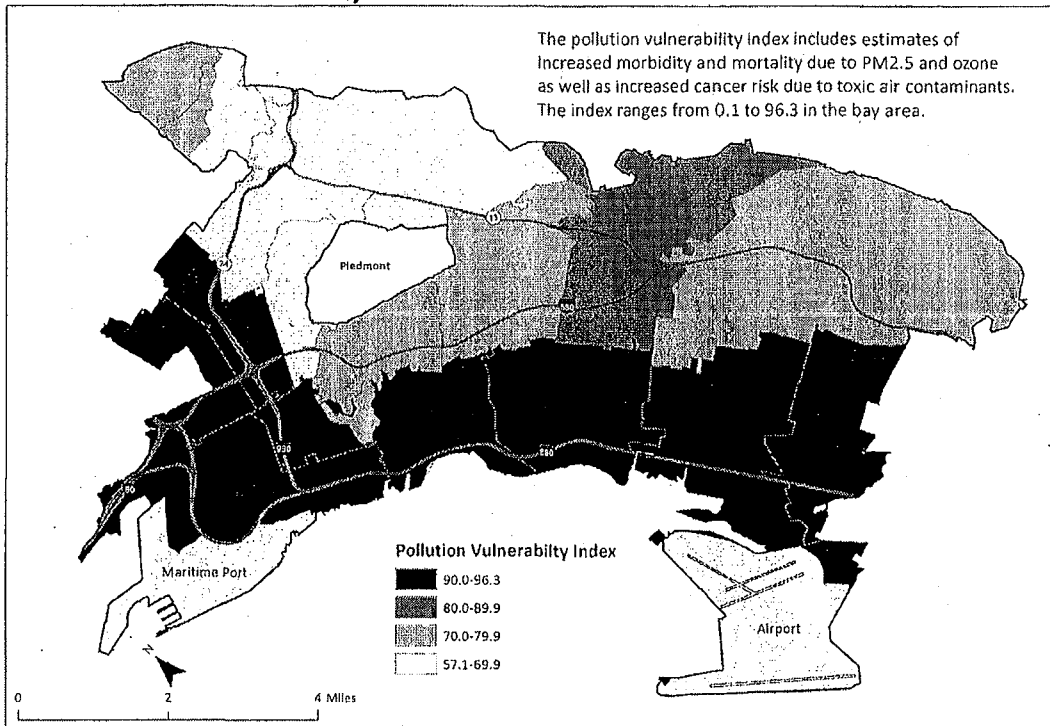 The pollution vulnerability index includes estimates of
increased morbidity and mortality due to PM2.5 and ozone
as well as increased cancer risk due to toxic air contaminants.
The index ranges from 0.1 to 96.3 in the bay area.
13
Piedmont
24
580
980
880
80
Maritime Port
Pollution Vulnerabilty Index
90.0-96.3
80.0-89.9
70.0-79.9
57.1-69.9
Airport
N
0 2 4 Miles